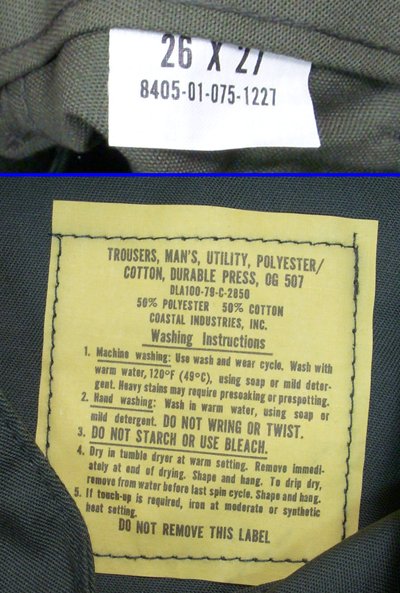 26 X 27
8405-01-075-1227
TROUSERS, MAN'S, UTILITY, POLYESTER/
COTTON, DURABLE PRESS, OG 507
DLA100-79-C-2850
50% POLYESTER 50% COTTON
COASTAL INDUSTRIES, INC.
Washing Instructions
1. Machine washing: Use wash and wear cycle. Wash with
warm water, 120°F (49°C), using soap or mild deter-
gent. Heavy stains may require presoaking or prespotting.
2. Hand washing: Wash in warm water, using soap or
mild detergent. DO NOT WRING OR TWIST.
3. DO NOT STARCH OR USE BLEACH.
4. Dry in tumble dryer at warm setting. Remove immedi-
ately at end of drying. Shape and hang. To drip dry,
remove from water before last spin cycle. Shape and hang.
5. If touch-up is required, iron at moderate or synthetic
heat setting.
DO NOT REMOVE THIS LABEL